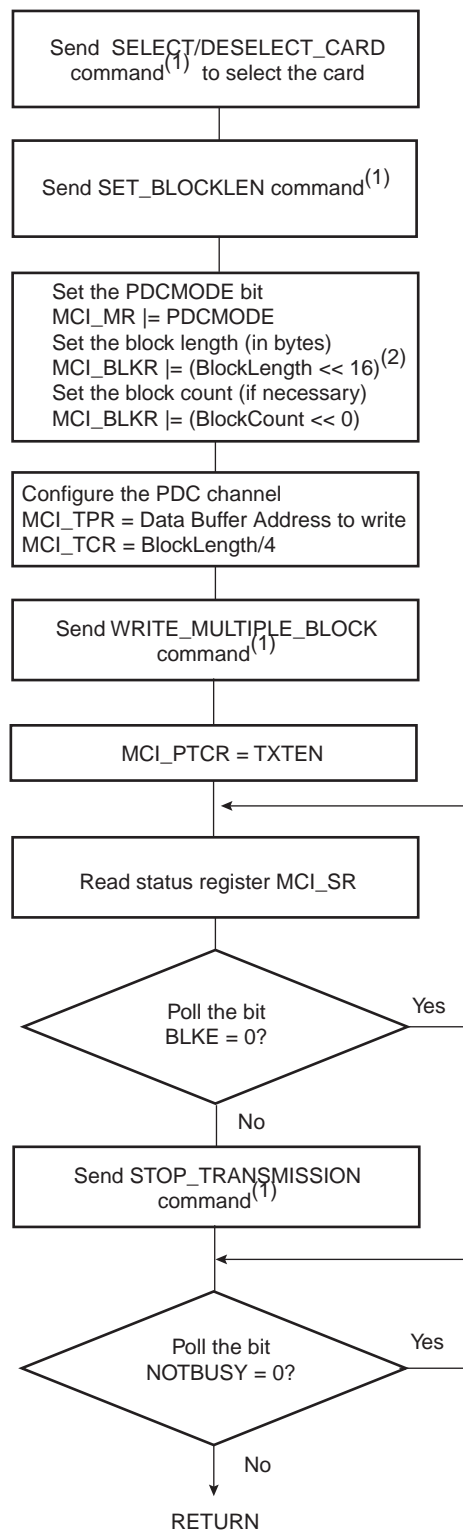 Send SELECT/DESELECT_CARD
command(1) to select the card
Send SET_BLOCKLEN command(1)
Set the PDCMODE bit
MCI_MR |= PDCMODE
Set the block length (in bytes)
MCI_BLKR |= (BlockLength << 16)(2)
Set the block count (if necessary)
MCI_BLKR |= (BlockCount << 0)
Configure the PDC channel
MCI_TPR = Data Buffer Address to write
MCI_TCR = BlockLength/4
Send WRITE_MULTIPLE_BLOCK
command(1)
MCI_PTCR = TXTEN
Read status register MCI_SR
Poll the bit
BLKE = 0?
Yes
No
Send STOP_TRANSMISSION
command(1)
Poll the bit
NOTBUSY = 0?
Yes
No
RETURN